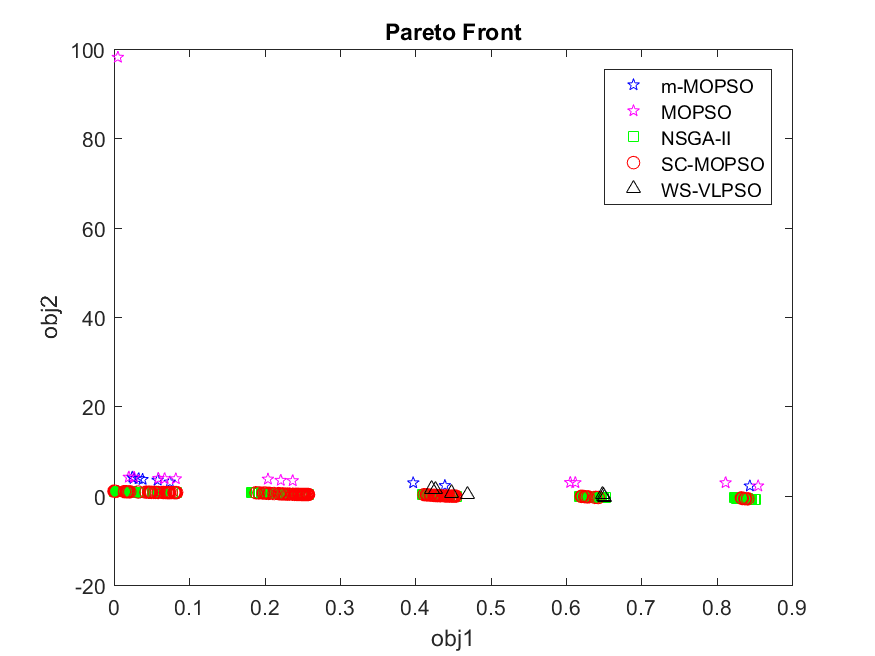 Pareto Front
100
80
60
40
20
0
-20
obj2
m-MOPSO
MOPSO
NSGA-II
SC-MOPSO
WS-VLPSO
0 0.1 0.2 0.3 0.4 0.5 0.6 0.7 0.8 0.9
obj1